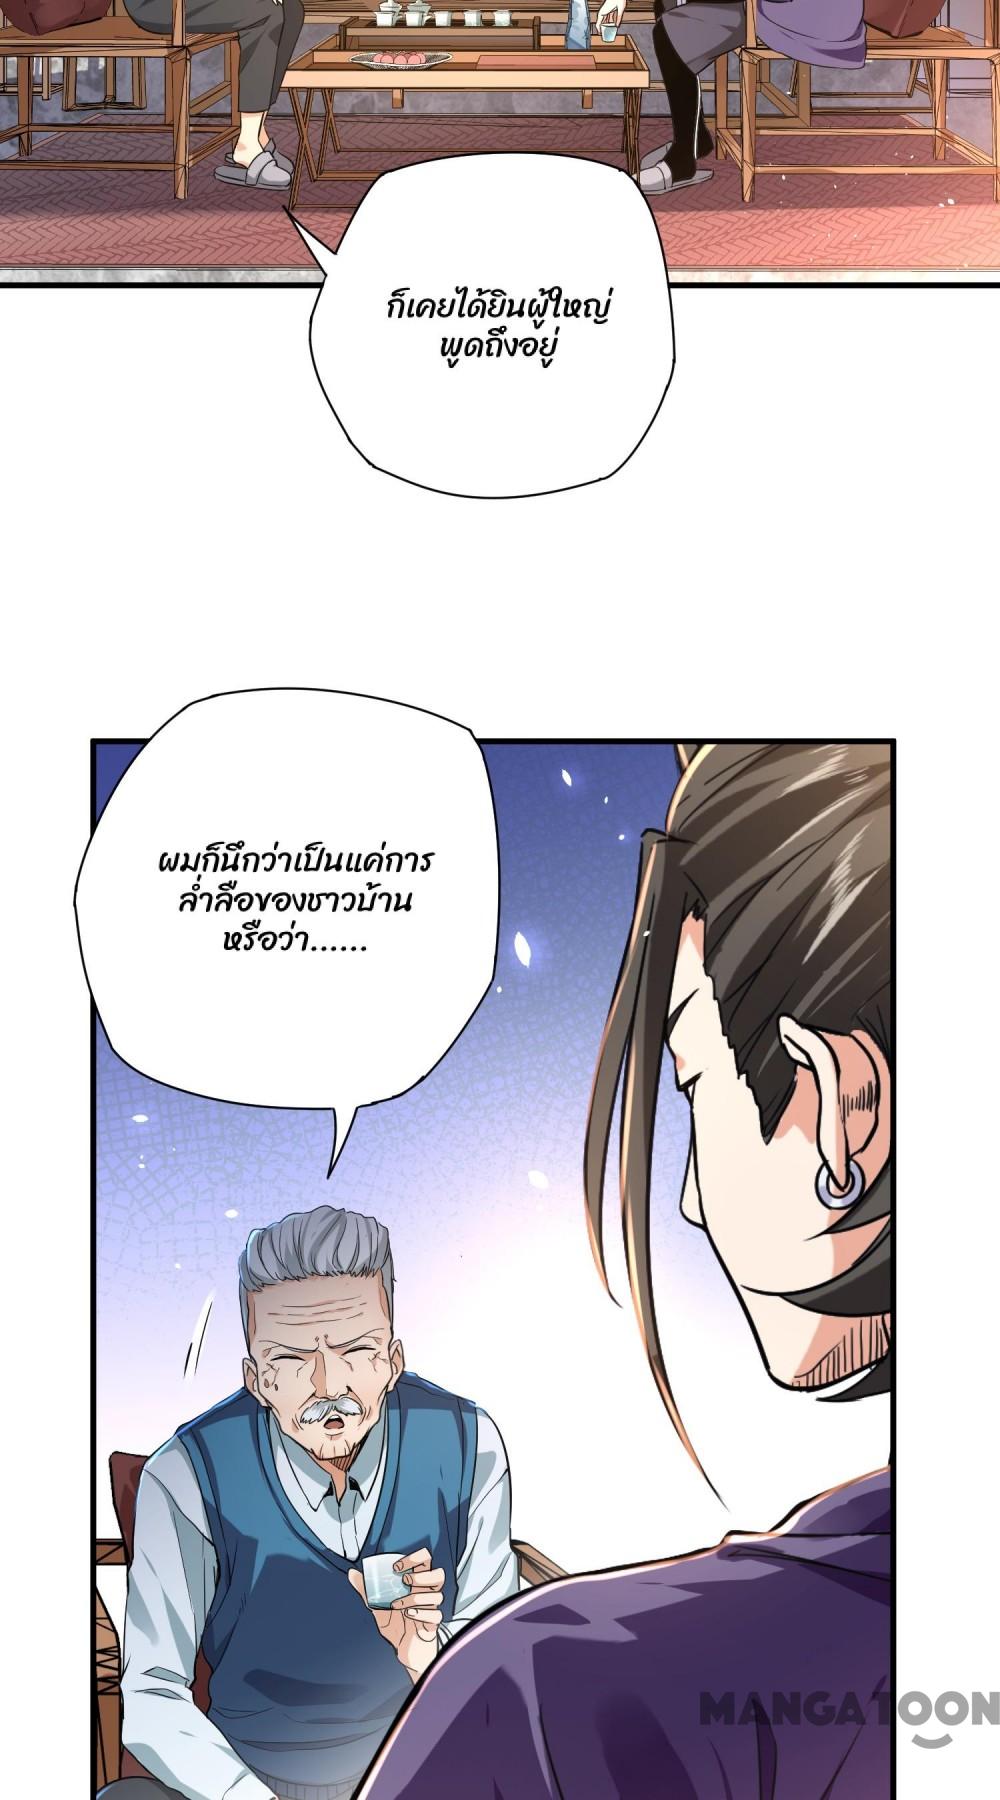 ก็เคยได้ยินผู้ใหญ่
พูดถึงอยู่
ผมก็นึกว่าเป็นแค่การ
ล่ำลือของชาวบ้าน
หรือว่า......
MANGATOON